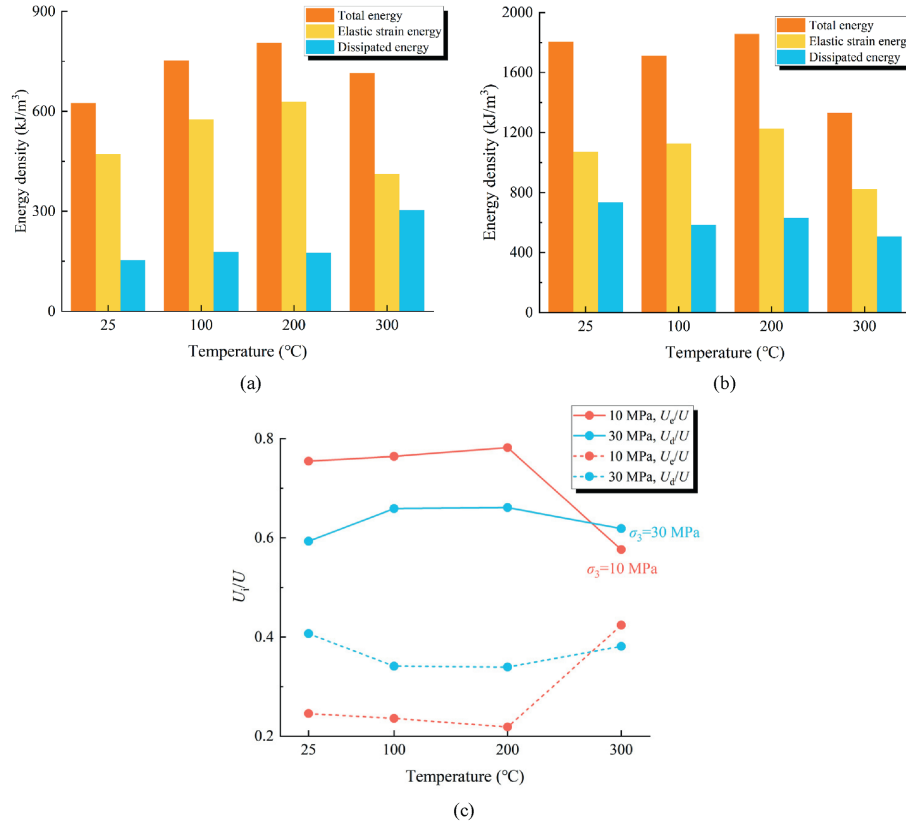 900
600
300
0
Energy density (kJ/m³)
Total energy
Elastic strain energy
Dissipated energy
25 100 200 300
Temperature (℃)
(a)
2000
1600
1200
800
400
0
Energy density (kJ/m³)
Total energy
Elastic strain energy
Dissipated energy
25 100 200 300
Temperature (℃)
(b)
10 MPa, Ue/U
30 MPa, Ud/U
10 MPa, Ue/U
30 MPa, Ud/U
0.8
0.6
0.4
0.2
Ui/U
σ3=30 MPa
σ3=10 MPa
25 100 200 300
Temperature (℃)
(c)